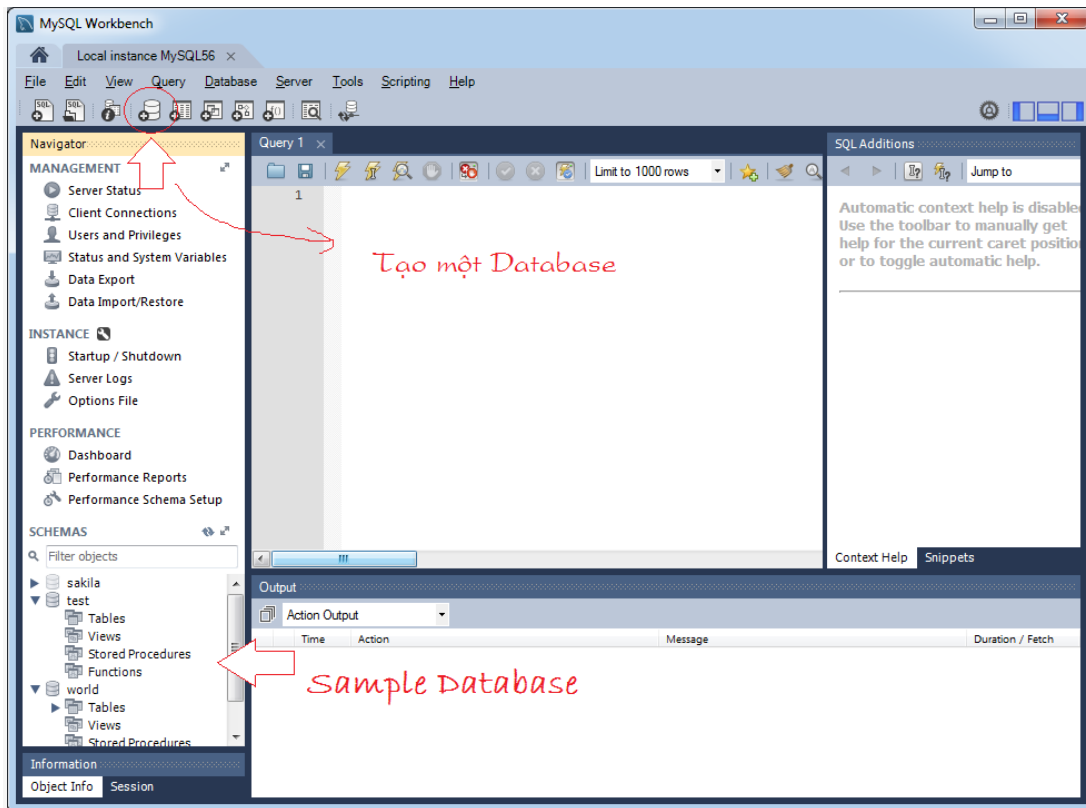 MySQL Workbench
Local instance MySQL56
File Edit View Query Database Server Tools Scripting Help
SQL SQL
Navigator
MANAGEMENT
Server Status
Client Connections
Users and Privileges
Status and System Variables
Data Export
Data Import/Restore
INSTANCE
Startup / Shutdown
Server Logs
Options File
PERFORMANCE
Dashboard
Performance Reports
Performance Schema Setup
SCHEMAS
Filter objects
sakila
test
Tables
Views
Stored Procedures
Functions
world
Tables
Views
Stored Procedures
Information
Object Info Session
Query 1
Limit to 1000 rows
1
Tạo một Database
SQL Additions
Jump to
Automatic context help is disabled
Use the toolbar to manually get
help for the current caret position
or to toggle automatic help.
Context Help Snippets
Output
Action Output
Time Action Message Duration / Fetch
Sample Database